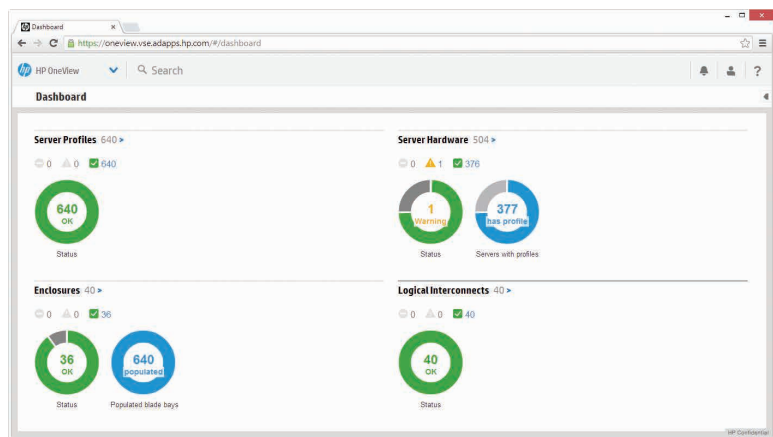 Dashboard
https://oneview.vse.adapps.hp.com/#/dashboard
hp HP OneView Search ?
Dashboard
Server Profiles 640 >
0 0 640
640
OK
Status
Server Hardware 504 >
0 1 376
1
Warning
Status
377
has profile
Servers with profiles
Enclosures 40 >
0 0 36
36
OK
Status
640
populated
Populated blade bays
Logical Interconnects 40 >
0 0 40
40
OK
Status
HP Confidential